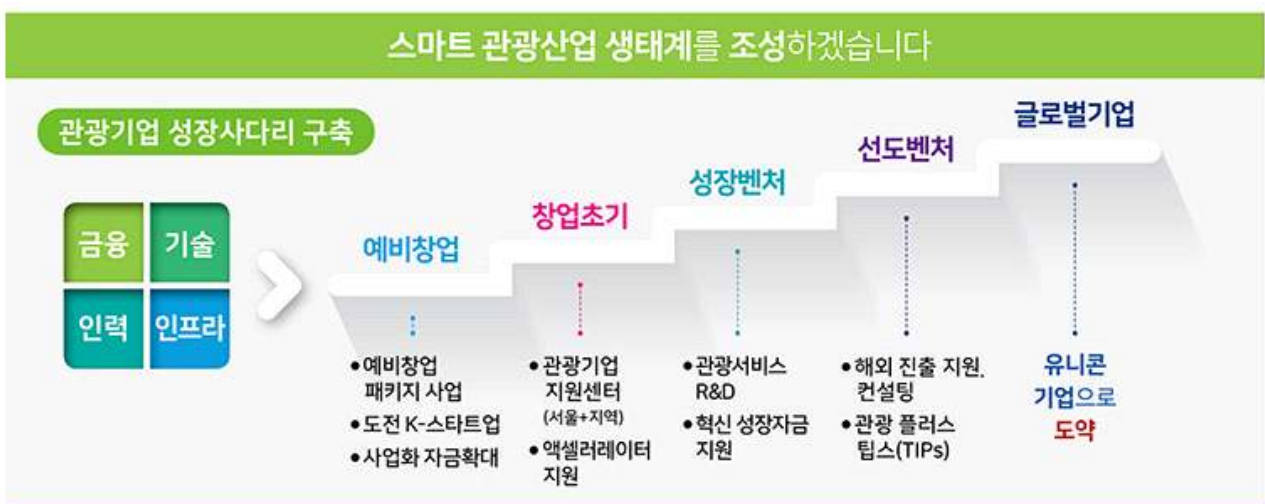 스마트 관광산업 생태계를 조성하겠습니다
관광기업 성장사다리 구축
금융
기술
인력
인프라
예비창업
창업초기
성장벤처
선도벤처
글로벌기업
•예비창업
패키지 사업
•도전 K-스타트업
•사업화 자금확대
•관광기업
지원센터
(서울+지역)
•액셀러레이터
지원
•관광서비스
R&D
•혁신 성장자금
지원
•해외 진출 지원.
컨설팅
•관광 플러스
팁스(TIPs)
유니콘
기업으로
도약